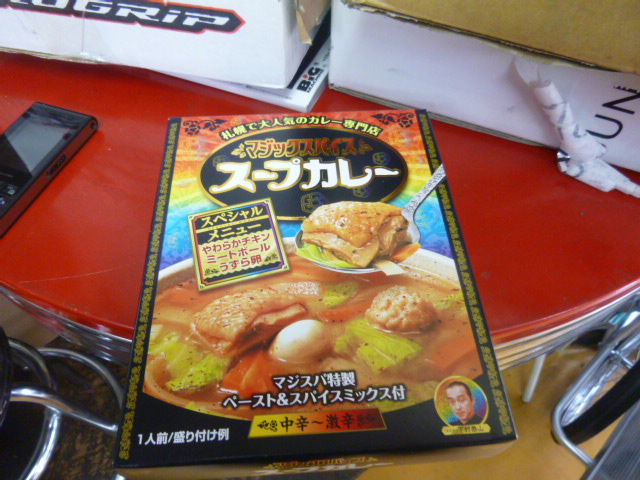 GRIP
BIG
UN
札幌で大人気のカレー専門店
マジックスパイス
スープカレー
スペシャル
メニュー
やわらかチキン
ミートボール
うずら卵
マジスパ特製
ペースト&スパイスミックス付
中辛〜激辛
1人前/盛り付け例